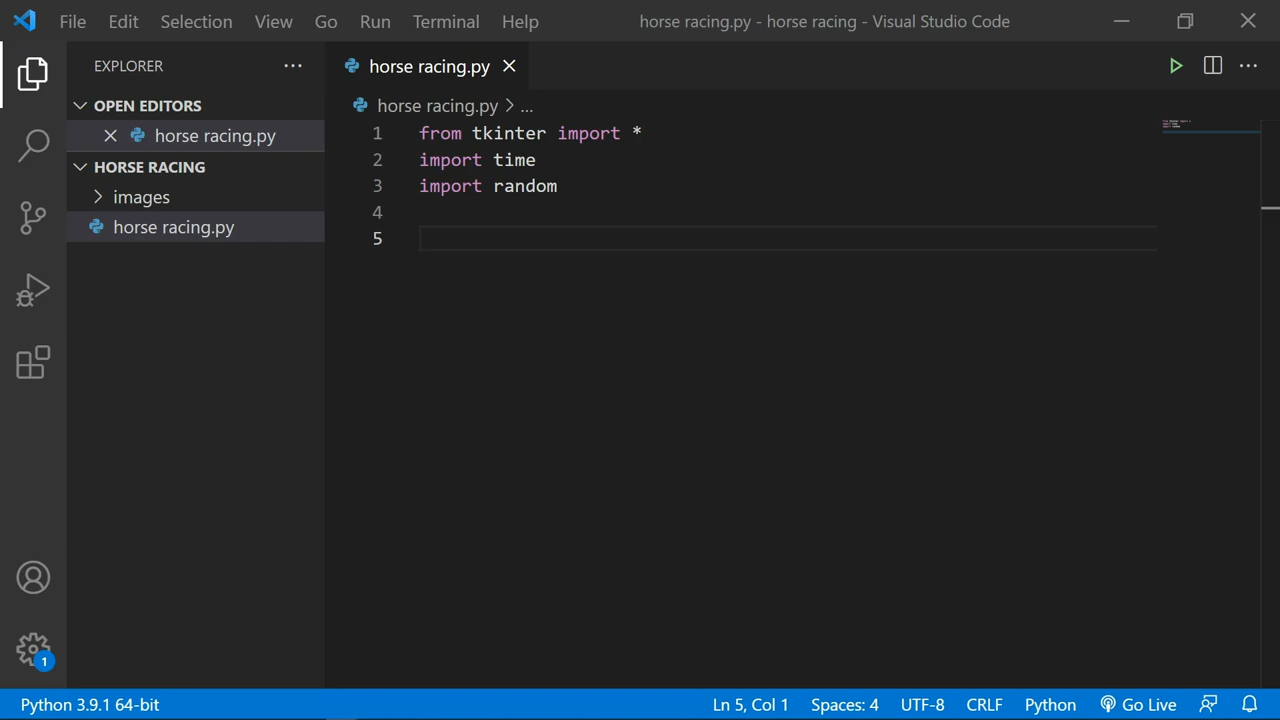 File Edit Selection View Go Run Terminal Help horse racing.py - horse racing - Visual Studio Code
EXPLORER
OPEN EDITORS
horse racing.py
HORSE RACING
images
horse racing.py
horse racing.py
horse racing.py > ...
1 from tkinter import *
2 import time
3 import random
4
5
1
Python 3.9.1 64-bit Ln 5, Col 1 Spaces: 4 UTF-8 CRLF Python Go Live